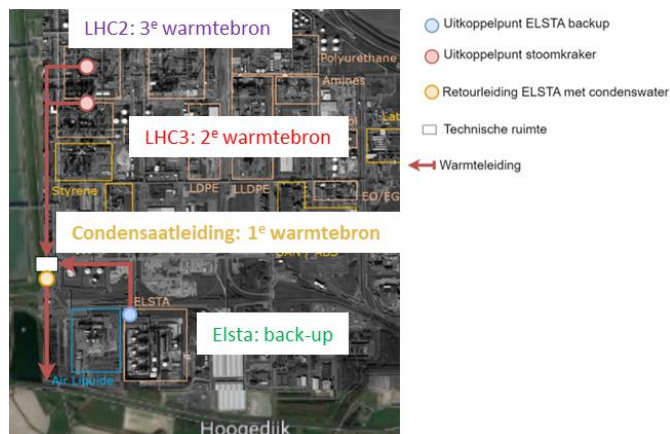 LHC2: 3e warmtebron
Polyurethane
Amines
LHC3: 2e warmtebron
Lat
Styrene
LDPE
LLDPE
EO/EG
Condensaatleiding: 1e warmtebron
ELSTA
Elsta: back-up
Air Liquide
Hoogedijk
Uitkoppelpunt ELSTA backup
Uitkoppelpunt stoomkraker
Retourleiding ELSTA met condenswater
Technische ruimte
Warmteleiding